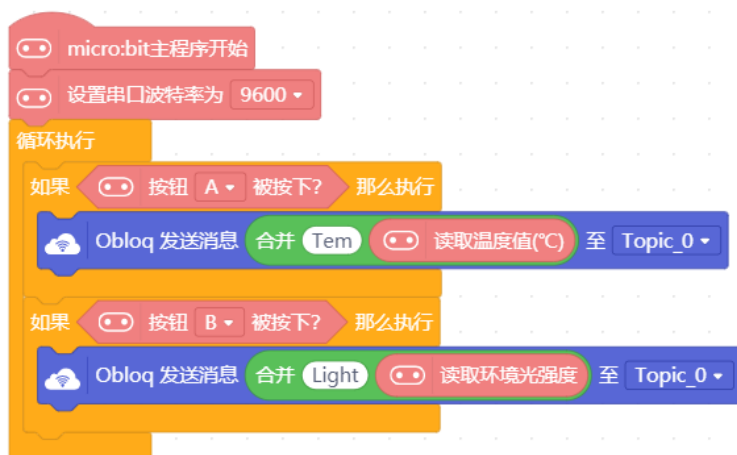 micro:bit主程序开始
设置串口波特率为 9600
循环执行
如果 按钮 A 被按下? 那么执行
Obloq 发送消息 合并 Tem 读取温度值(℃) 至 Topic_0
如果 按钮 B 被按下? 那么执行
Obloq 发送消息 合并 Light 读取环境光强度 至 Topic_0